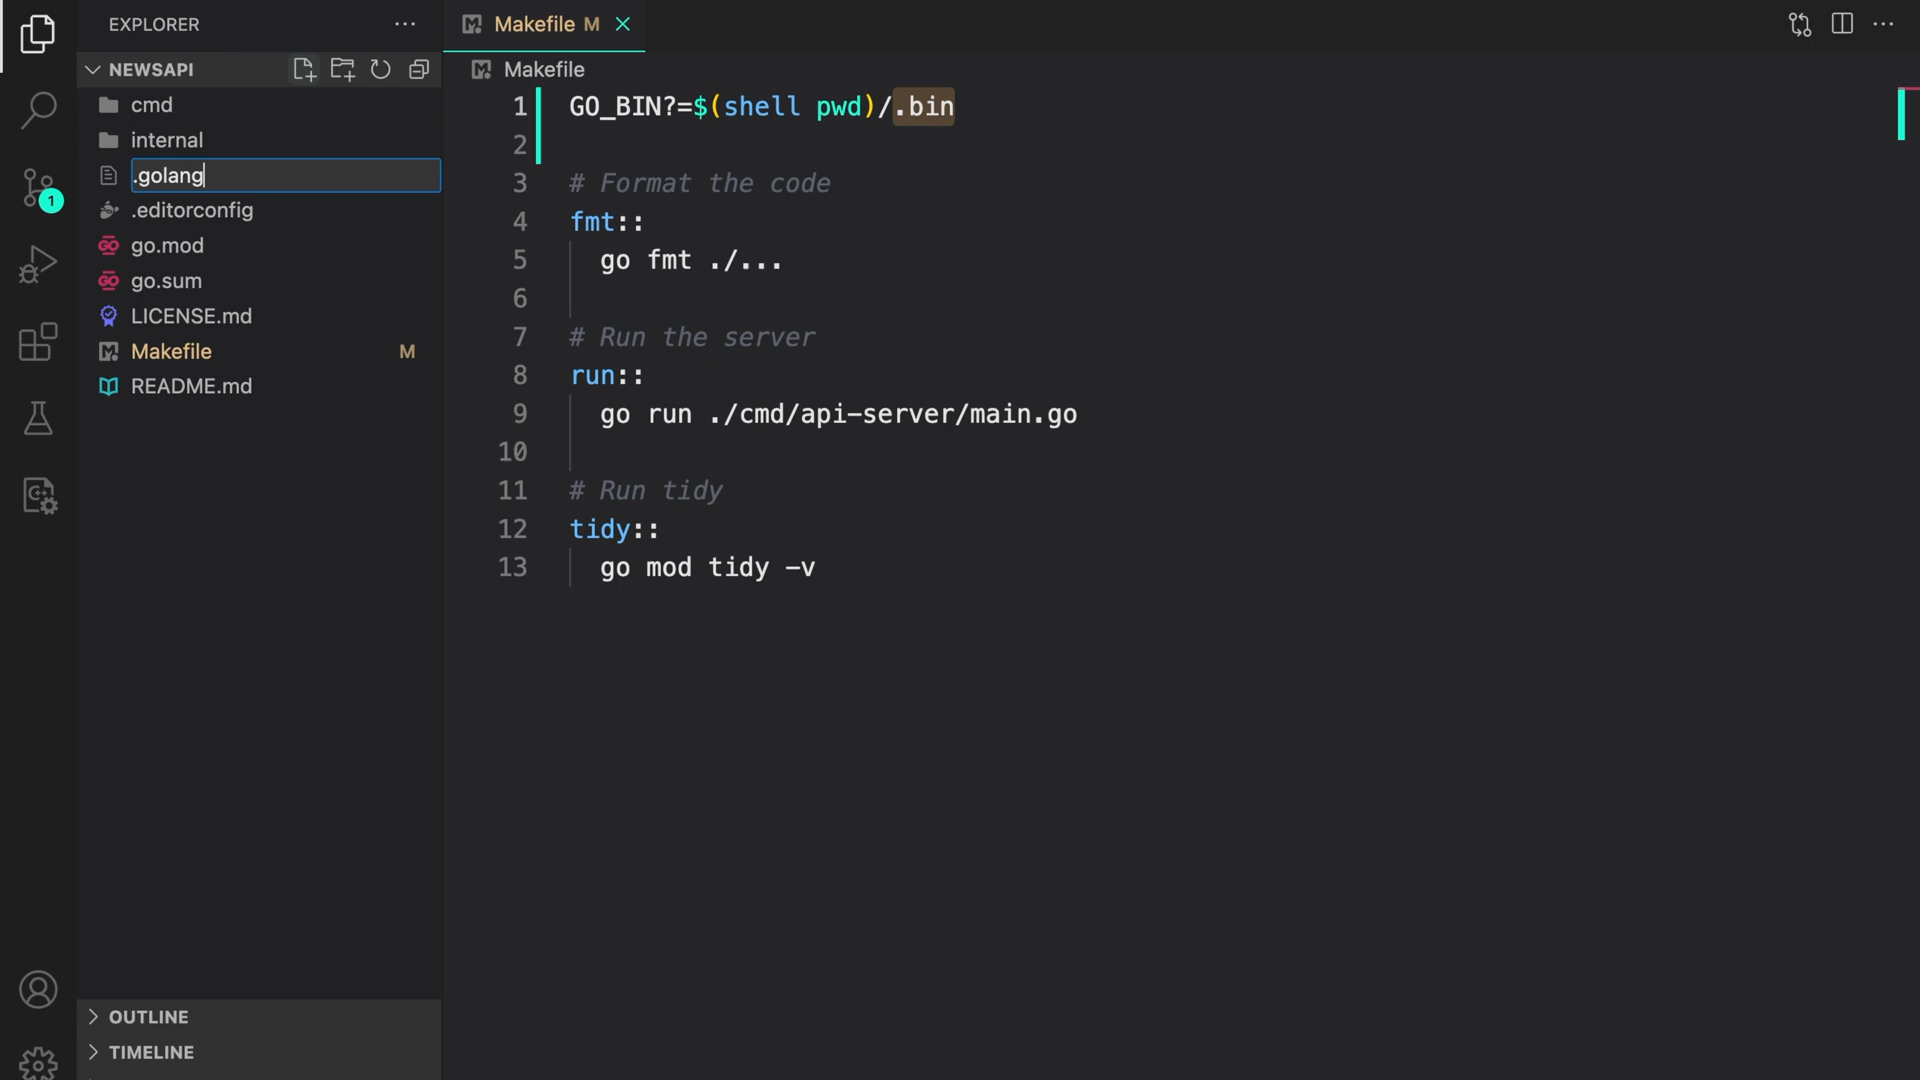 EXPLORER
NEWSAPI
cmd
internal
.golang
.editorconfig
go.mod
go.sum
LICENSE.md
Makefile M
README.md
OUTLINE
TIMELINE
1
Makefile M
Makefile
1 GO_BIN?=$(shell pwd)/.bin
2
3 # Format the code
4 fmt::
5 go fmt ./...
6
7 # Run the server
8 run::
9 go run ./cmd/api-server/main.go
10
11 # Run tidy
12 tidy::
13 go mod tidy -v